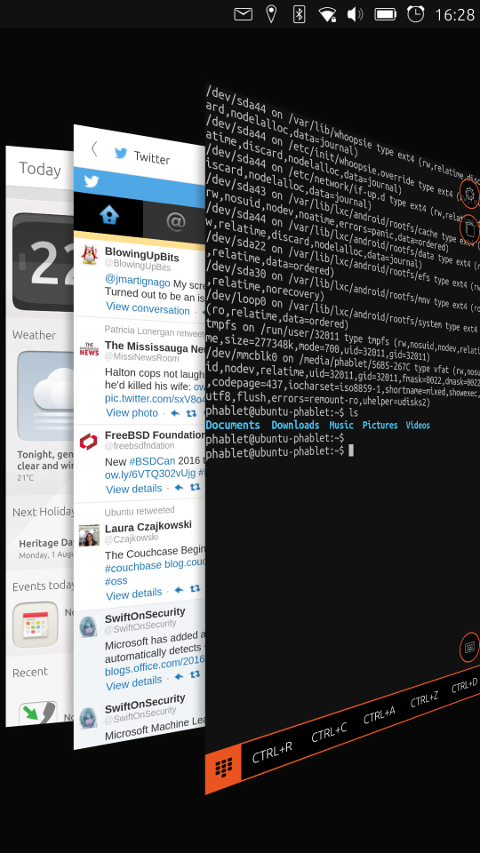 16:28
Today
22
Weather
Tonight, gen
clear and win
21°C
Next Holiday
Heritage Da
Monday, 1 Augu
Events today
No
Recent
No
Twitter
@
BlowingUpBits
@BlowingUpBits
@jmartignago My scre
Turned out to be an is
View conversation
Patricia Lonergan retweete
The Mississauga New
@MissiNewsRoom
Halton cops not laugh
he'd killed his wife: ow
pic.twitter.com/sxV8o4
View photo
FreeBSD Foundation
@freebsdfndation
New #BSDCan 2016 t
ow.ly/6VTQ302vUjg #
View details
Ubuntu retweeted
Laura Czajkowski
@Czajkowski
The Couchcase Begin
#couchbase blog.couc
#oss
View details
SwiftOnSecurity
@SwiftOnSecurity
Microsoft has added a
automatically detects
blogs.office.com/2016
View details
SwiftOnSecurity
@SwiftOnSecurity
Microsoft Machine Lea
/dev/sda44 on /var/lib/whoopsie type ext4 (rw,relatime,disc
ard,nodelalloc,data=journal)
/dev/sda44 on /etc/init/whoopsie.override type ext4 (rw,rel
atime,discard,nodelalloc,data=journal)
/dev/sda44 on /etc/network/if-up.d type ext4 (rw,relatime,d
iscard,nodelalloc,data=journal)
/dev/sda43 on /var/lib/lxc/android/rootfs/cache type ext4 (
rw,nosuid,nodev,noatime,errors=panic,data=ordered)
/dev/sda44 on /var/lib/lxc/android/rootfs/data type ext4 (r
w,relatime,discard,nodelalloc,data=journal)
/dev/sda22 on /var/lib/lxc/android/rootfs/efs type ext4 (rw
,relatime,data=ordered)
/dev/sda30 on /var/lib/lxc/android/rootfs/mnv type ext4 (ro
,relatime,norecovery)
/dev/loop0 on /var/lib/lxc/android/rootfs/system type ext4
(ro,relatime,data=ordered)
tmpfs on /run/user/32011 type tmpfs (rw,nosuid,nodev,relati
me,size=277348k,mode=700,uid=32011,gid=32011)
/dev/mmcblk0 on /media/phablet/56B5-267C type vfat (rw,nosu
id,nodev,relatime,uid=32011,gid=32011,fmask=0022,dmask=0022
,codepage=437,iocharset=iso8859-1,shortname=mixed,showexec,
utf8,flush,errors=remount-ro,uhelper=udisks2)
phablet@ubuntu-phablet:~$ ls
Documents Downloads Music Pictures Videos
phablet@ubuntu-phablet:~$
phablet@ubuntu-phablet:~$
CTRL+R CTRL+C CTRL+A CTRL+Z CTRL+D